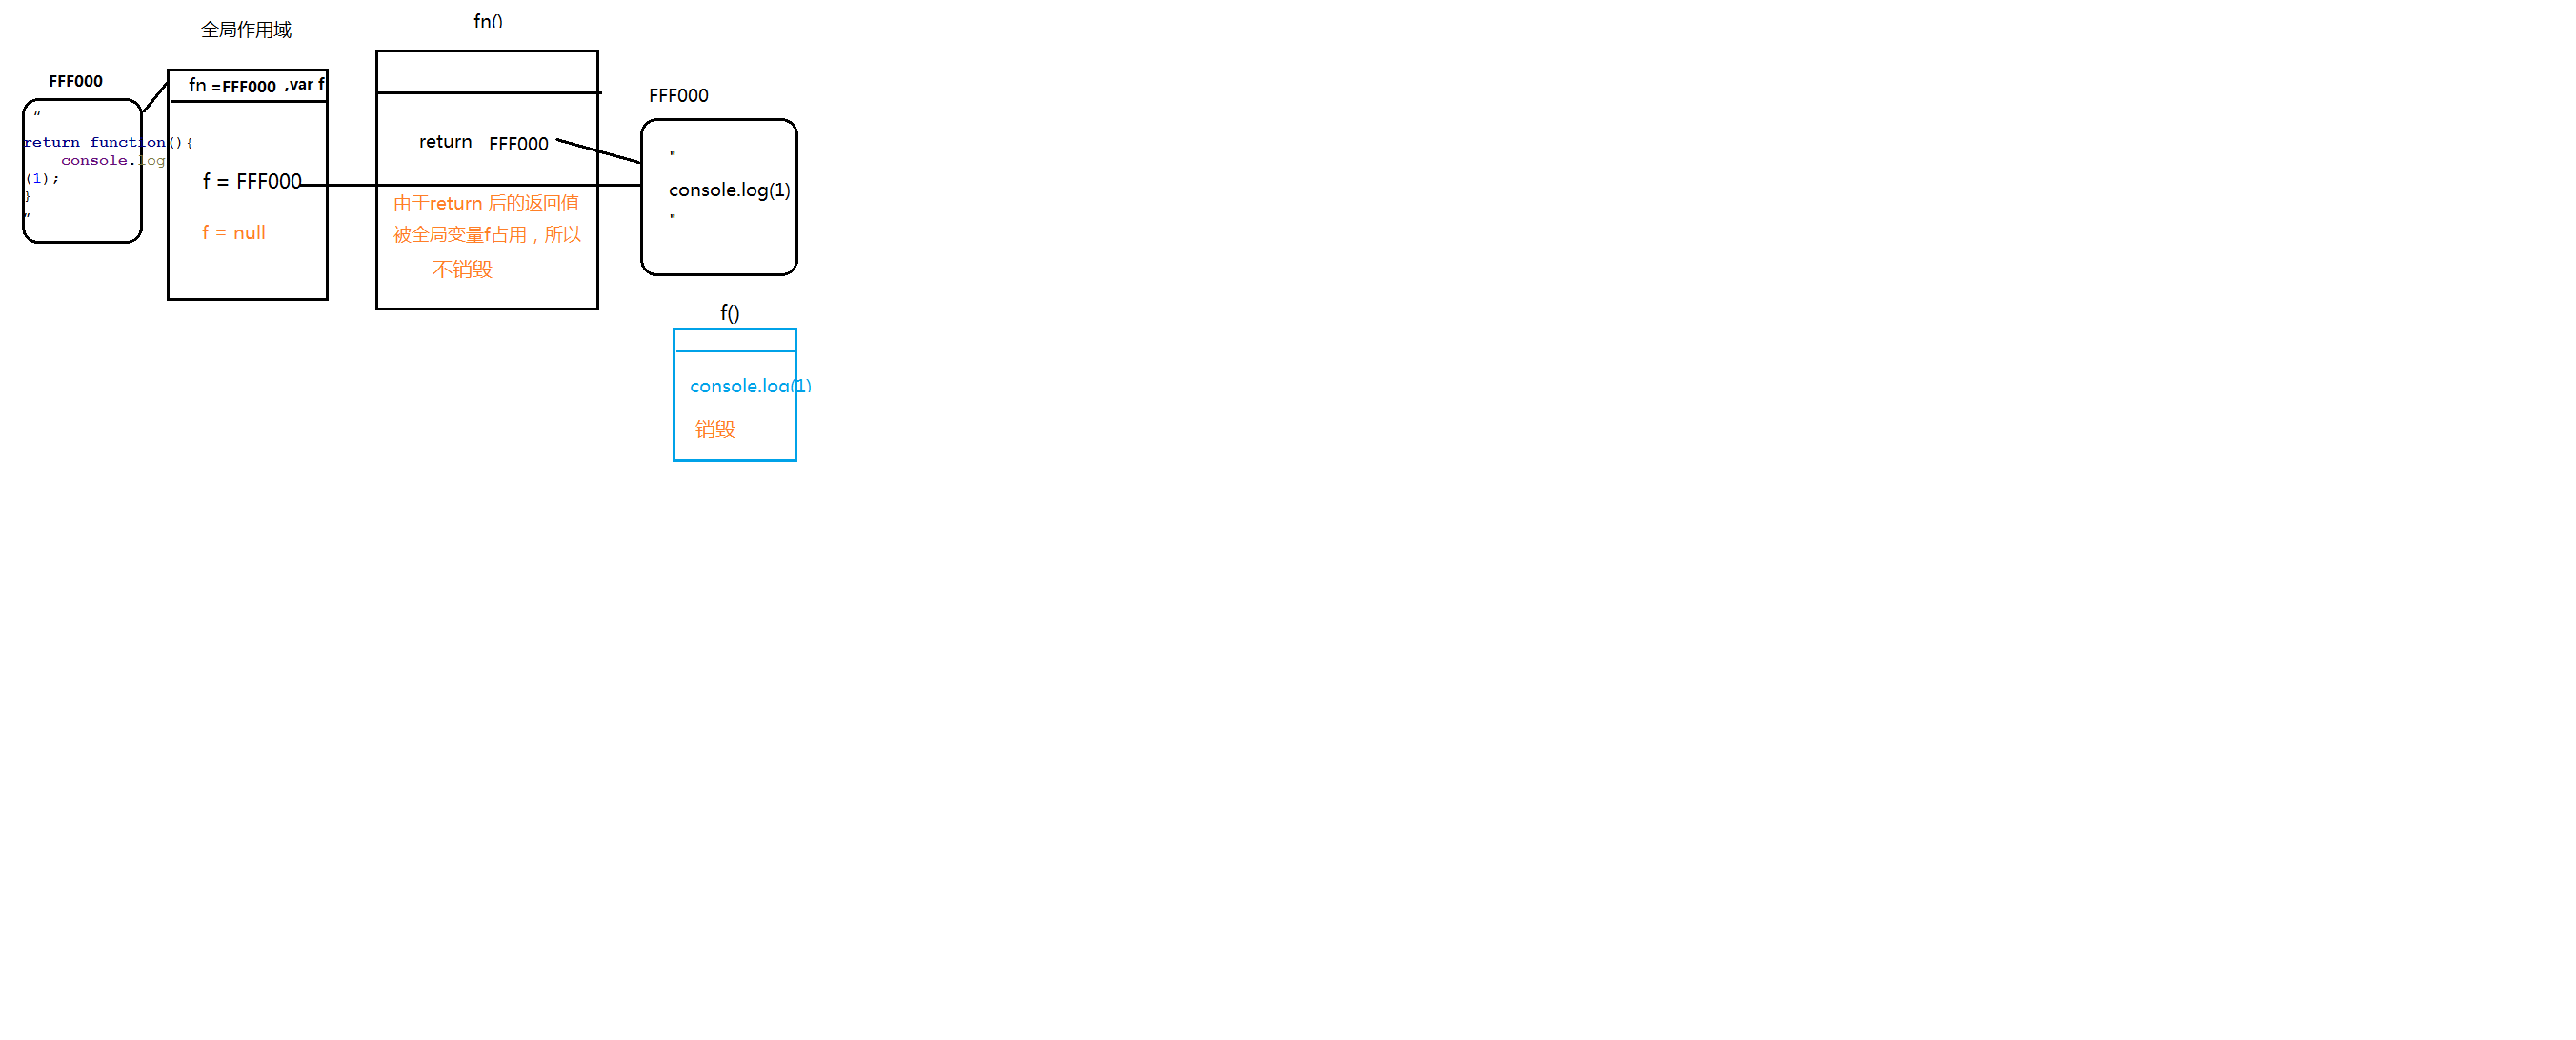 全局作用域
fn()
FFF000
fn =FFF000 ,var f
FFF000
“
return function(){
console.log
(1);
}
”
f = FFF000
f = null
return FFF000
由于return 后的返回值
被全局变量f占用，所以
不销毁
"
console.log(1)
"
f()
console.log(1)
销毁